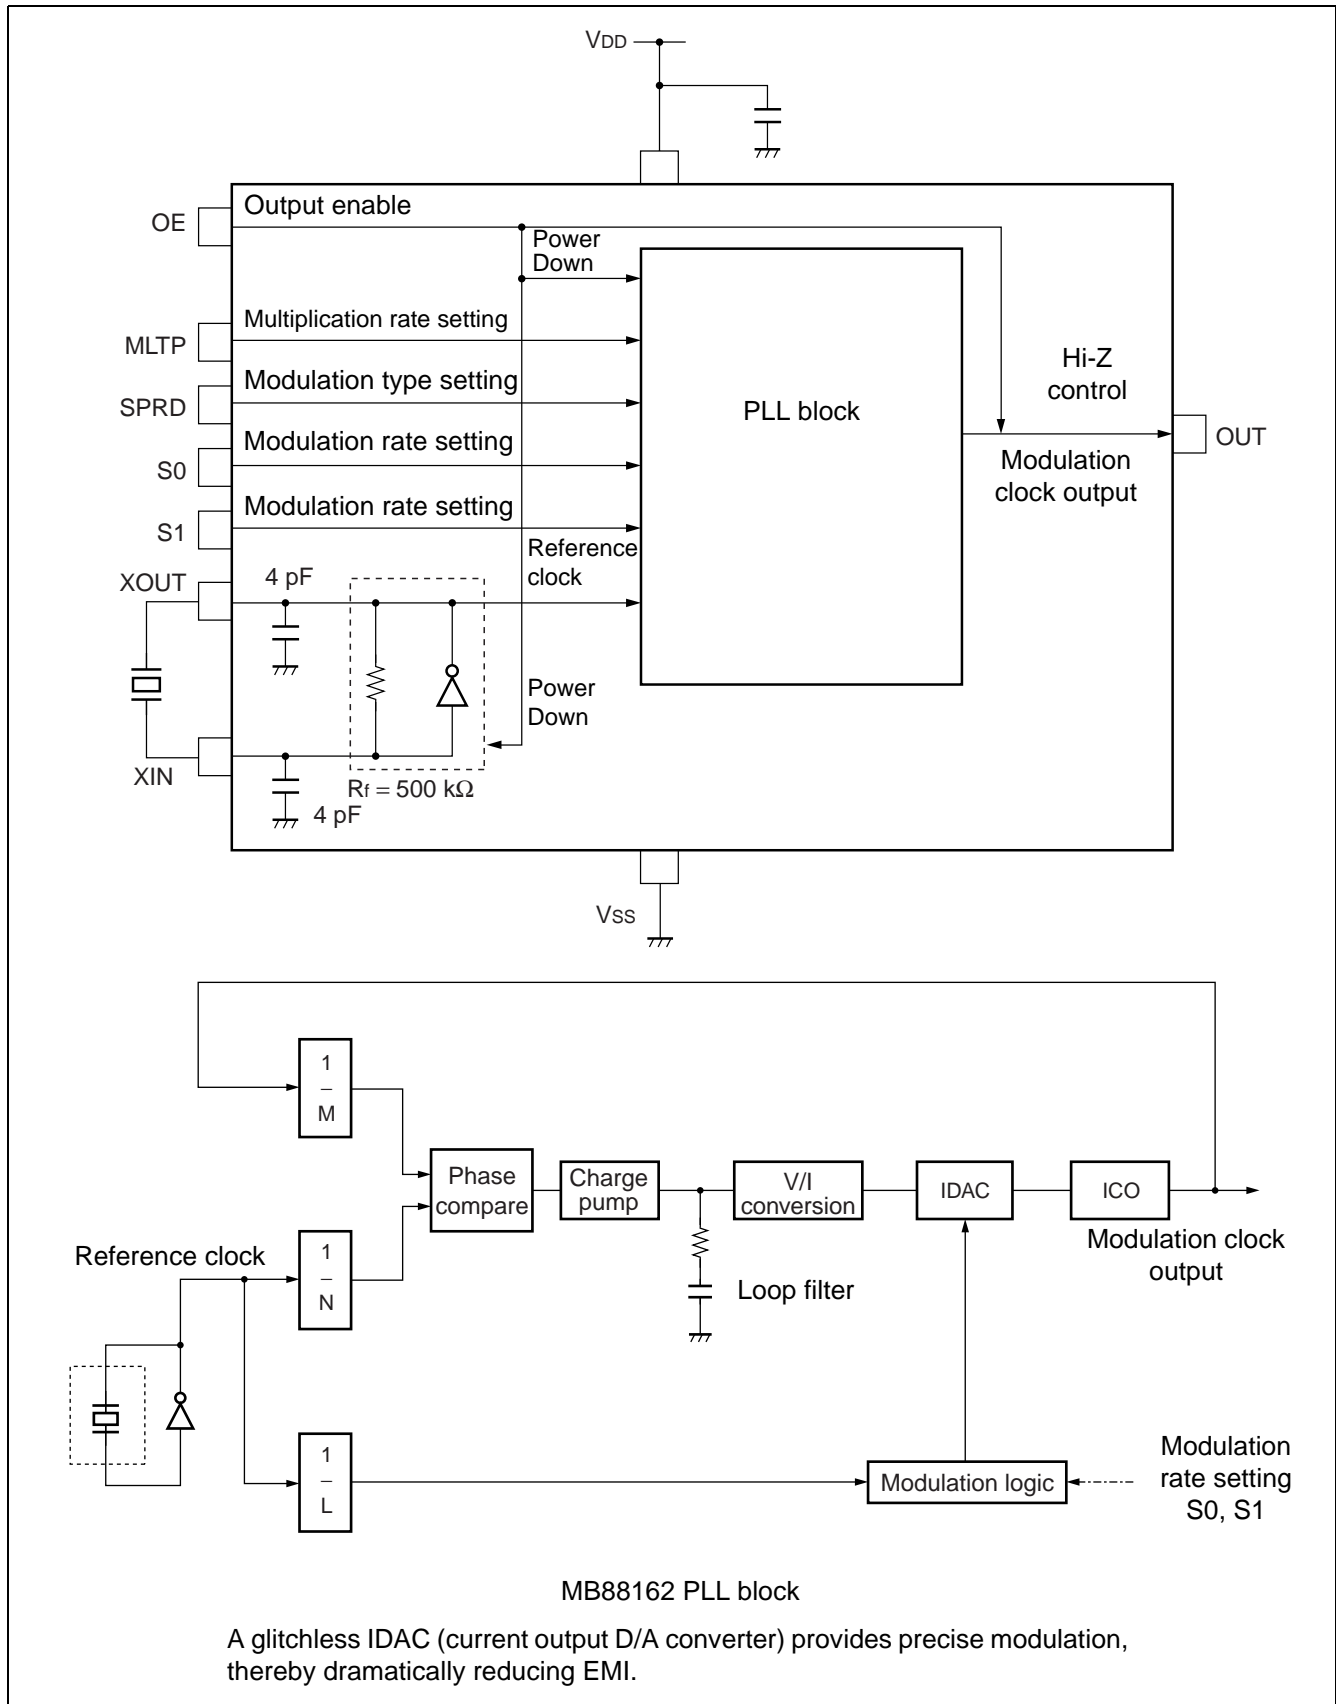 VDD
OE
Output enable
Power
Down
MLTP
Multiplication rate setting
SPRD
Modulation type setting
S0
Modulation rate setting
S1
Modulation rate setting
PLL block
Hi-Z
control
OUT
Modulation
clock output
Reference
clock
XOUT
4 pF
Power
Down
XIN
Rf = 500 kΩ
4 pF
VSS
1
M
Phase
compare
Charge
pump
V/I
conversion
IDAC
ICO
Modulation clock
output
Reference clock
1
N
Loop filter
1
L
Modulation logic
Modulation
rate setting
S0, S1
MB88162 PLL block
A glitchless IDAC (current output D/A converter) provides precise modulation,
thereby dramatically reducing EMI.